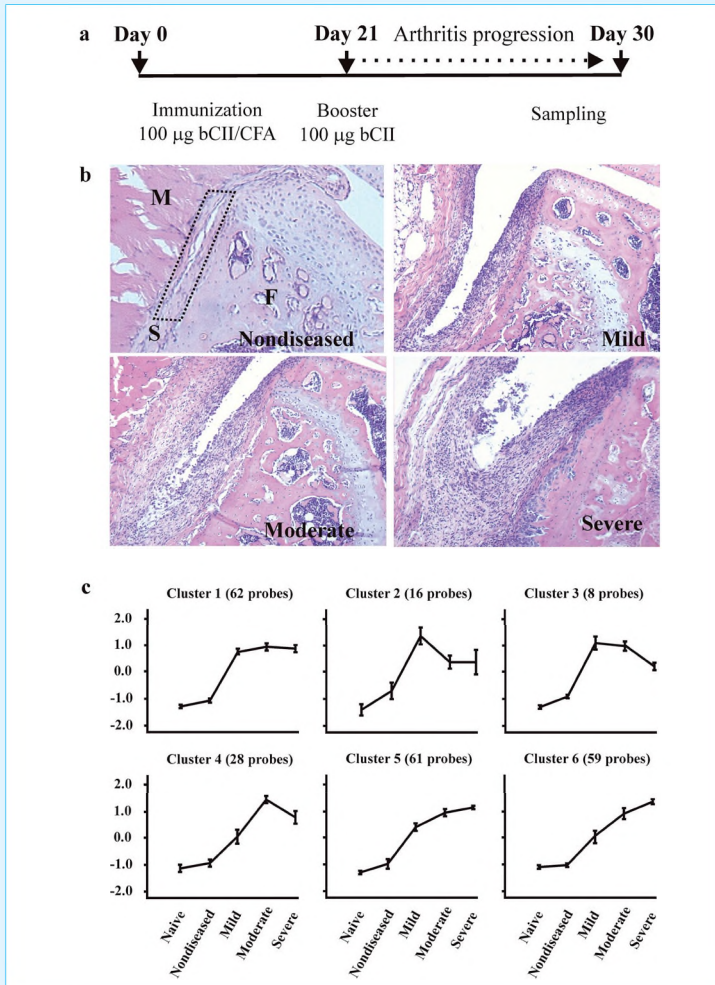 a
Day 0 Day 21 Arthritis progression Day 30
Immunization Booster Sampling
100 μg bCII/CFA 100 μg bCII
b
M
S
F
Nondiseased
Mild
Moderate
Severe
c
Cluster 1 (62 probes) Cluster 2 (16 probes) Cluster 3 (8 probes)
2.0
1.0
0.0
-1.0
-2.0
Cluster 4 (28 probes) Cluster 5 (61 probes) Cluster 6 (59 probes)
2.0
1.0
0.0
-1.0
-2.0
Naive Nondiseased Mild Moderate Severe Naive Nondiseased Mild Moderate Severe Naive Nondiseased Mild Moderate Severe